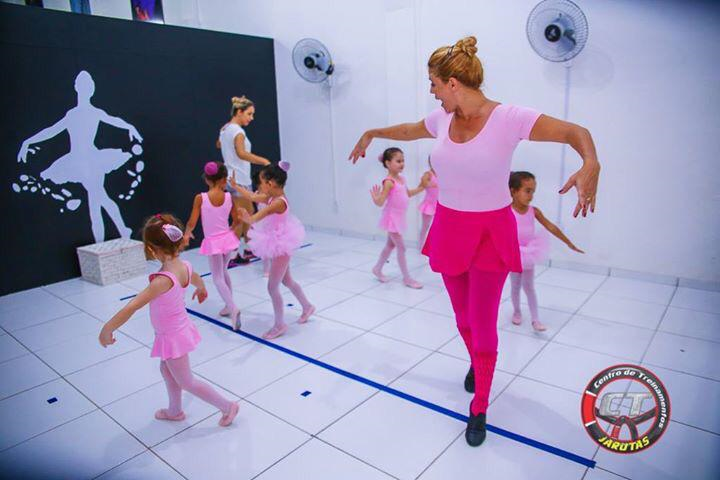 Centro de Treinamentos
CT
JARUTAS